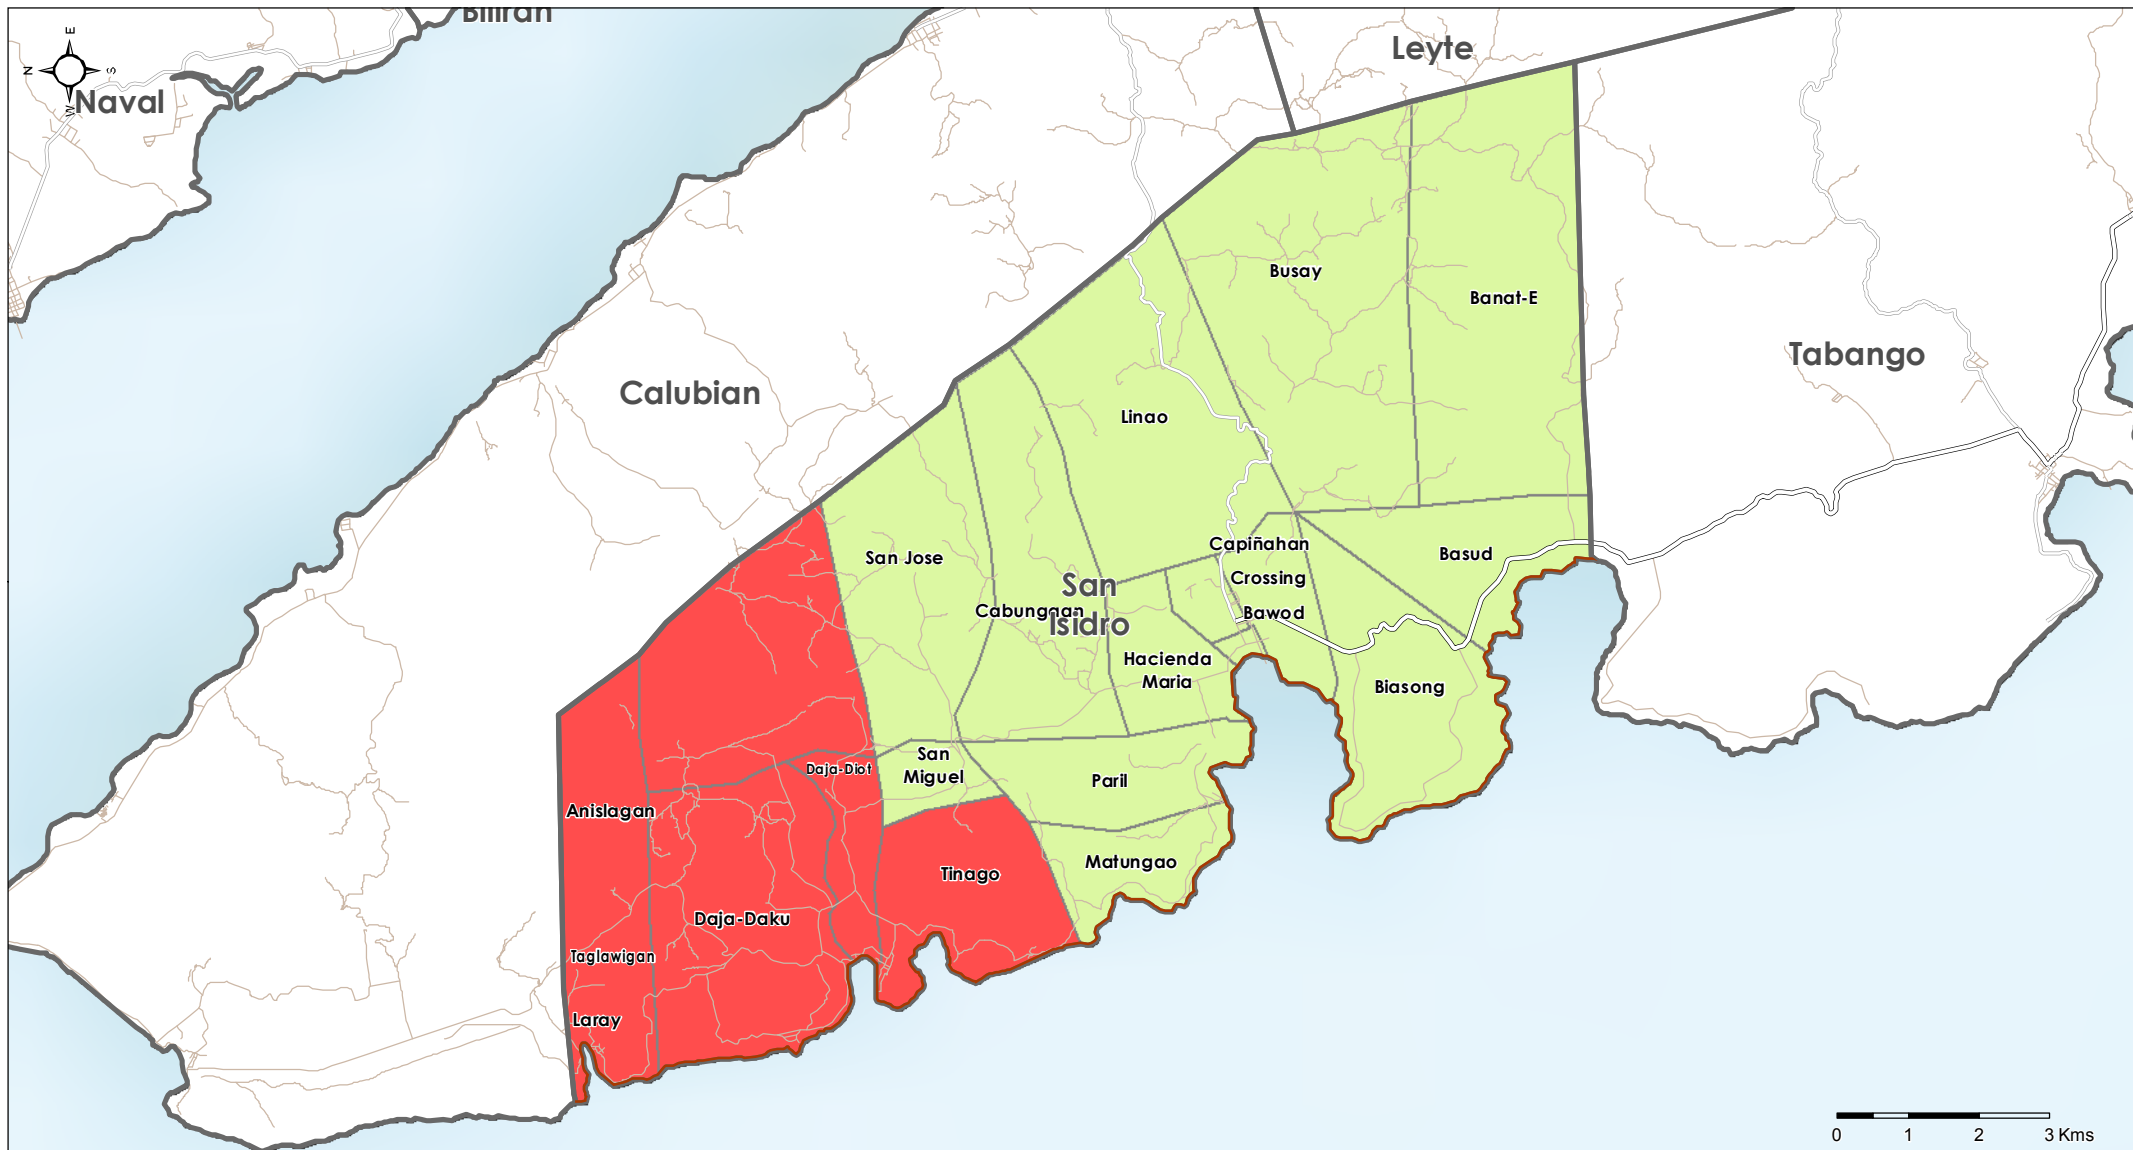 Biliran
E
N
S
W
Naval
Leyte
Busay
Banat-E
Tabango
Calubian
Linao
San Jose
Capiñahan
Basud
Crossing
San
Isidro
Cabungaan
Bawod
Hacienda
Maria
Biasong
San
Miguel
Daja-Diot
Paril
Anislagan
Matungao
Tinago
Daja-Daku
Taglawigan
Laray
0 1 2 3 Kms